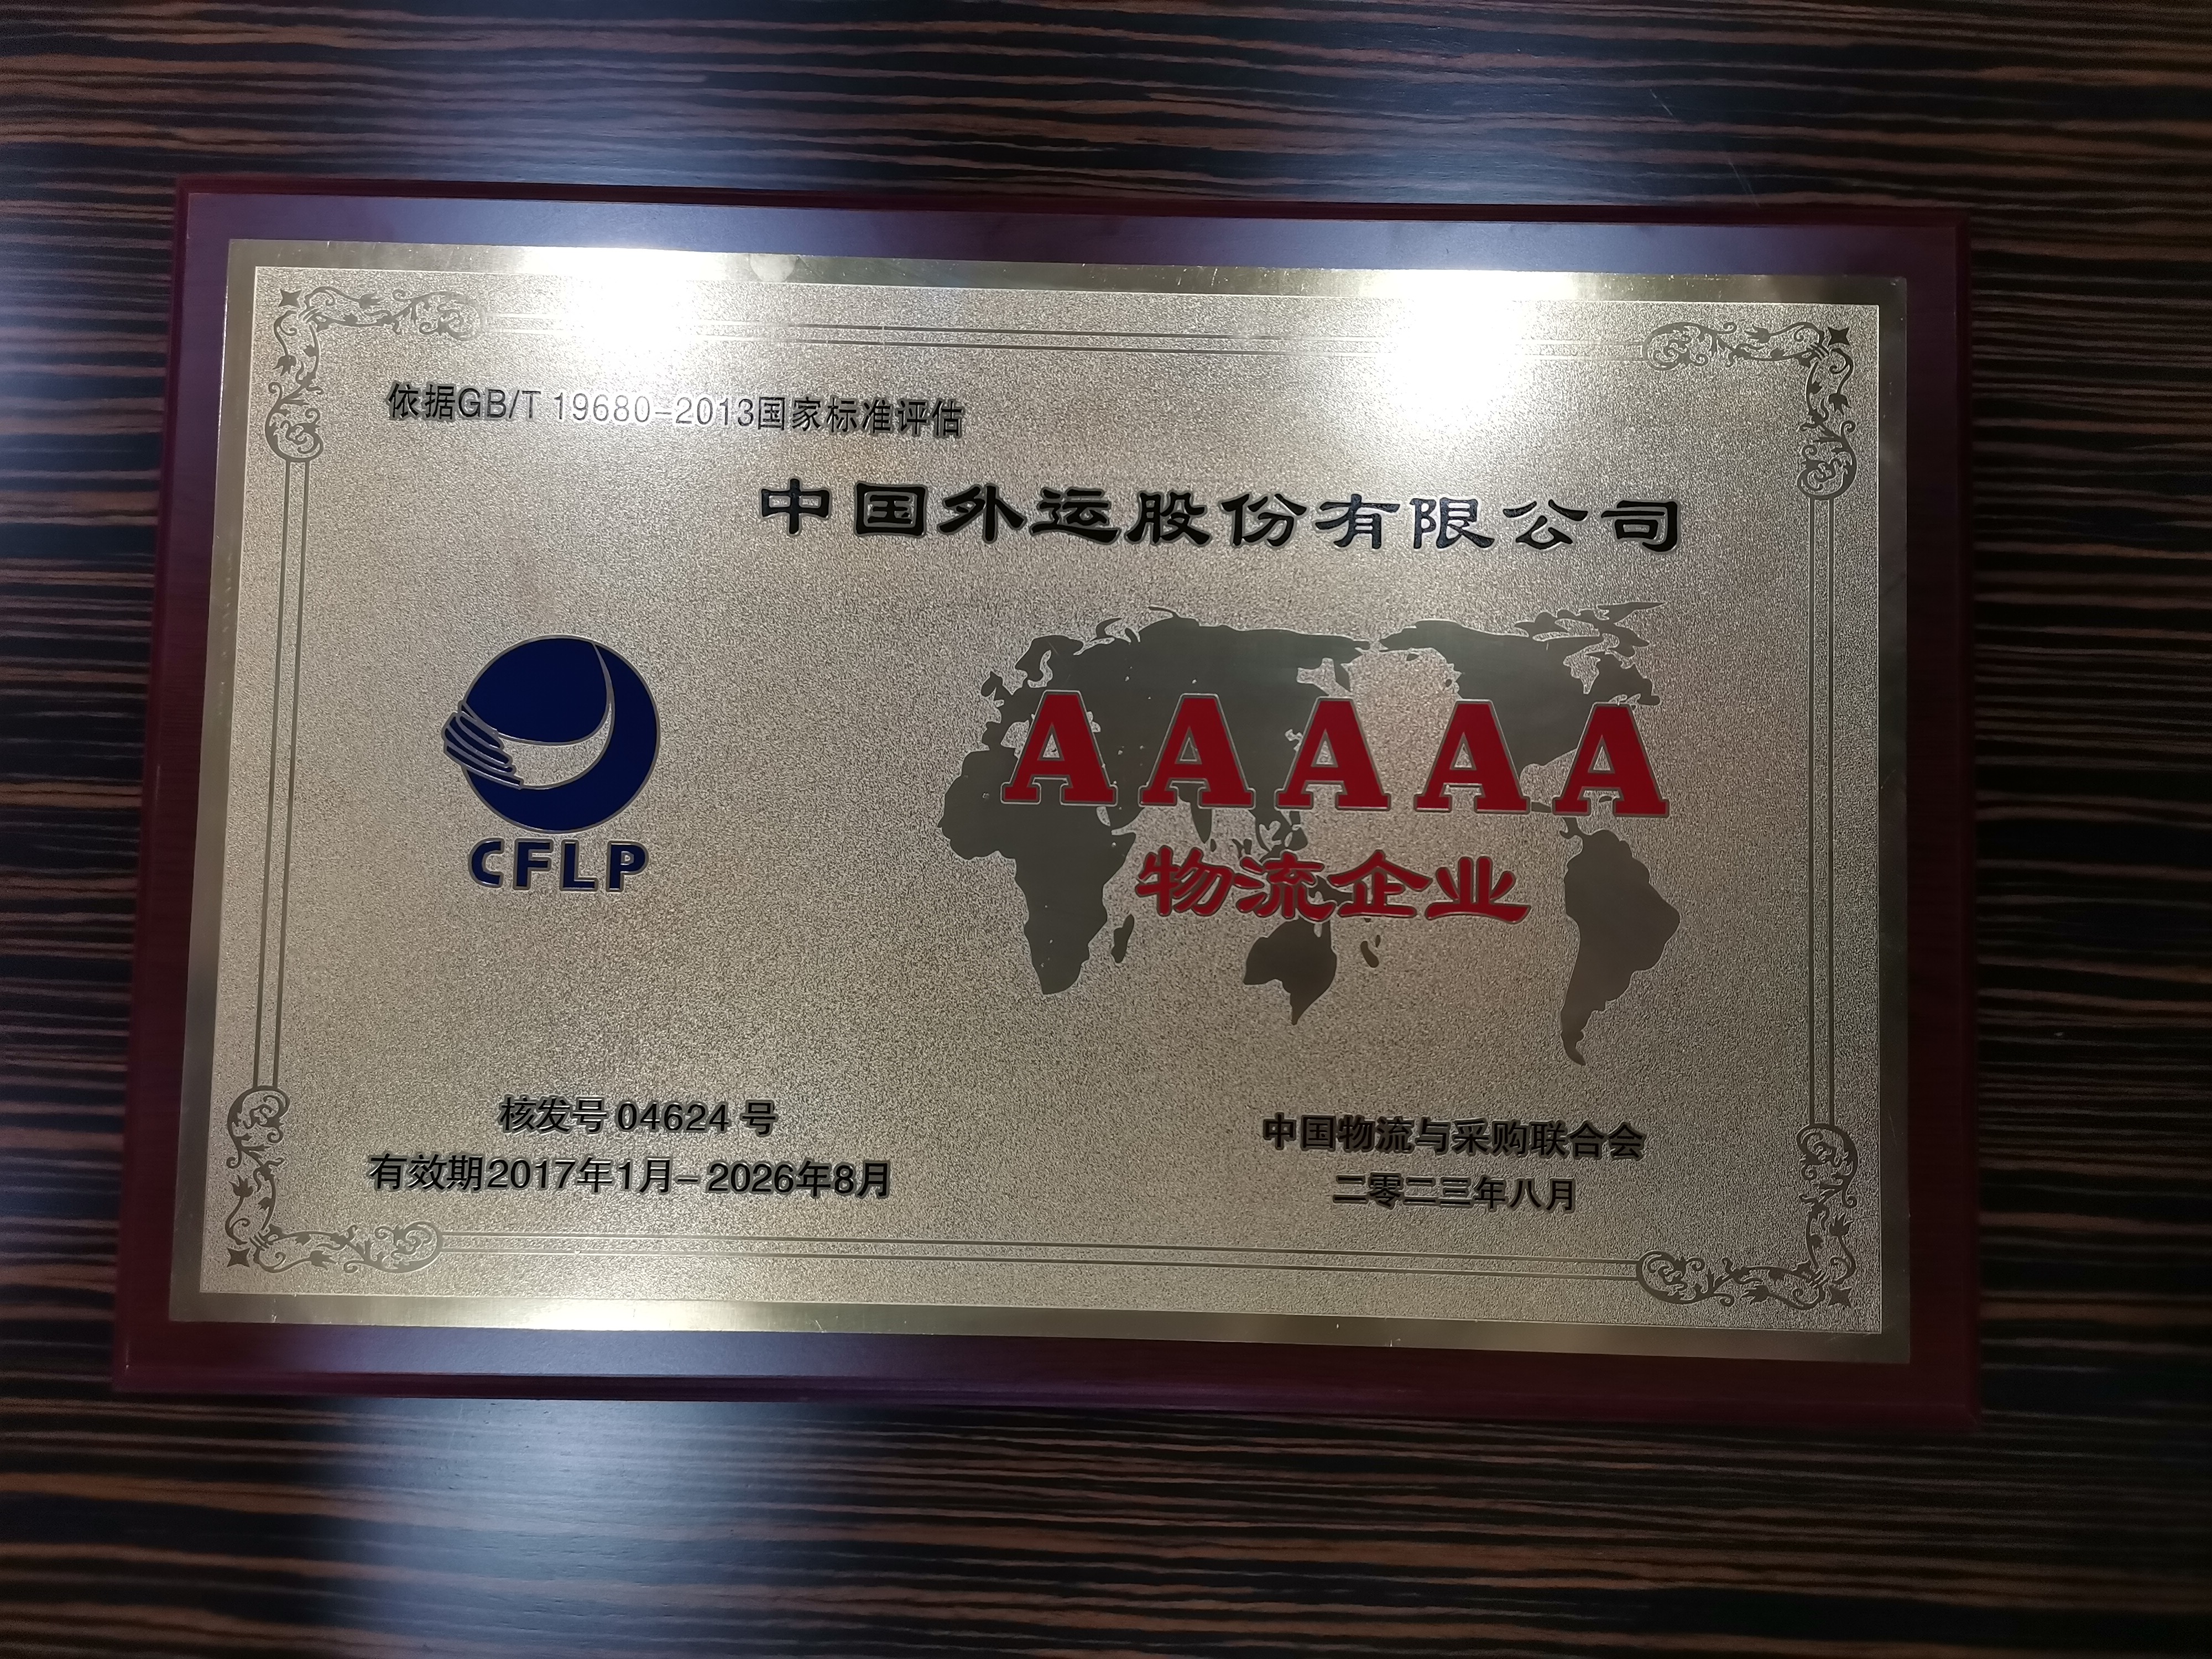 依据GB/T 19680-2013国家标准评估
中国外运股份有限公司
CFLP
AAAAA
物流企业
核发号 04624 号
有效期2017年1月-2026年8月
中国物流与采购联合会
二零二三年八月